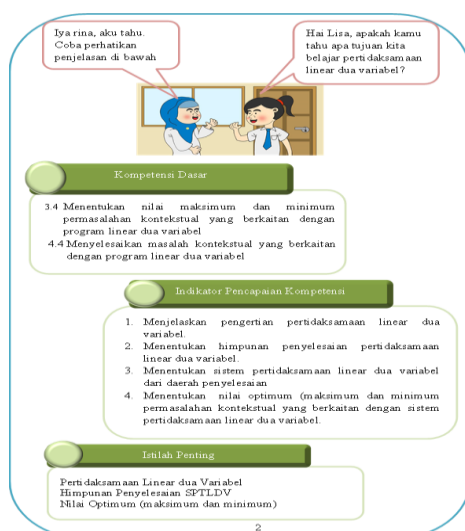 Iya rina, aku tahu.
Coba perhatikan
penjelasan di bawah
Hai Lisa, apakah kamu
tahu apa tujuan kita
belajar pertidaksamaan
linear dua variabel?
Kompetensi Dasar
3.4 Menentukan nilai maksimum dan minimum
permasalahan kontekstual yang berkaitan dengan
program linear dua variabel
4.4 Menyelesaikan masalah kontekstual yang berkaitan
dengan program linear dua variabel
Indikator Pencapaian Kompetensi
1. Menjelaskan pengertian pertidaksamaan linear dua
variabel.
2. Menentukan himpunan penyelesaian pertidaksamaan
linear dua variabel.
3. Menentukan sistem pertidaksamaan linear dua variabel
dari daerah penyelesaian
4. Menentukan nilai optimum (maksimum dan minimum
permasalahan kontekstual yang berkaitan dengan sistem
pertidaksamaan linear dua variabel.
Istilah Penting
Pertidaksamaan Linear dua Variabel
Himpunan Penyelesaian SPTLDV
Nilai Optimum (maksimum dan minimum)
2